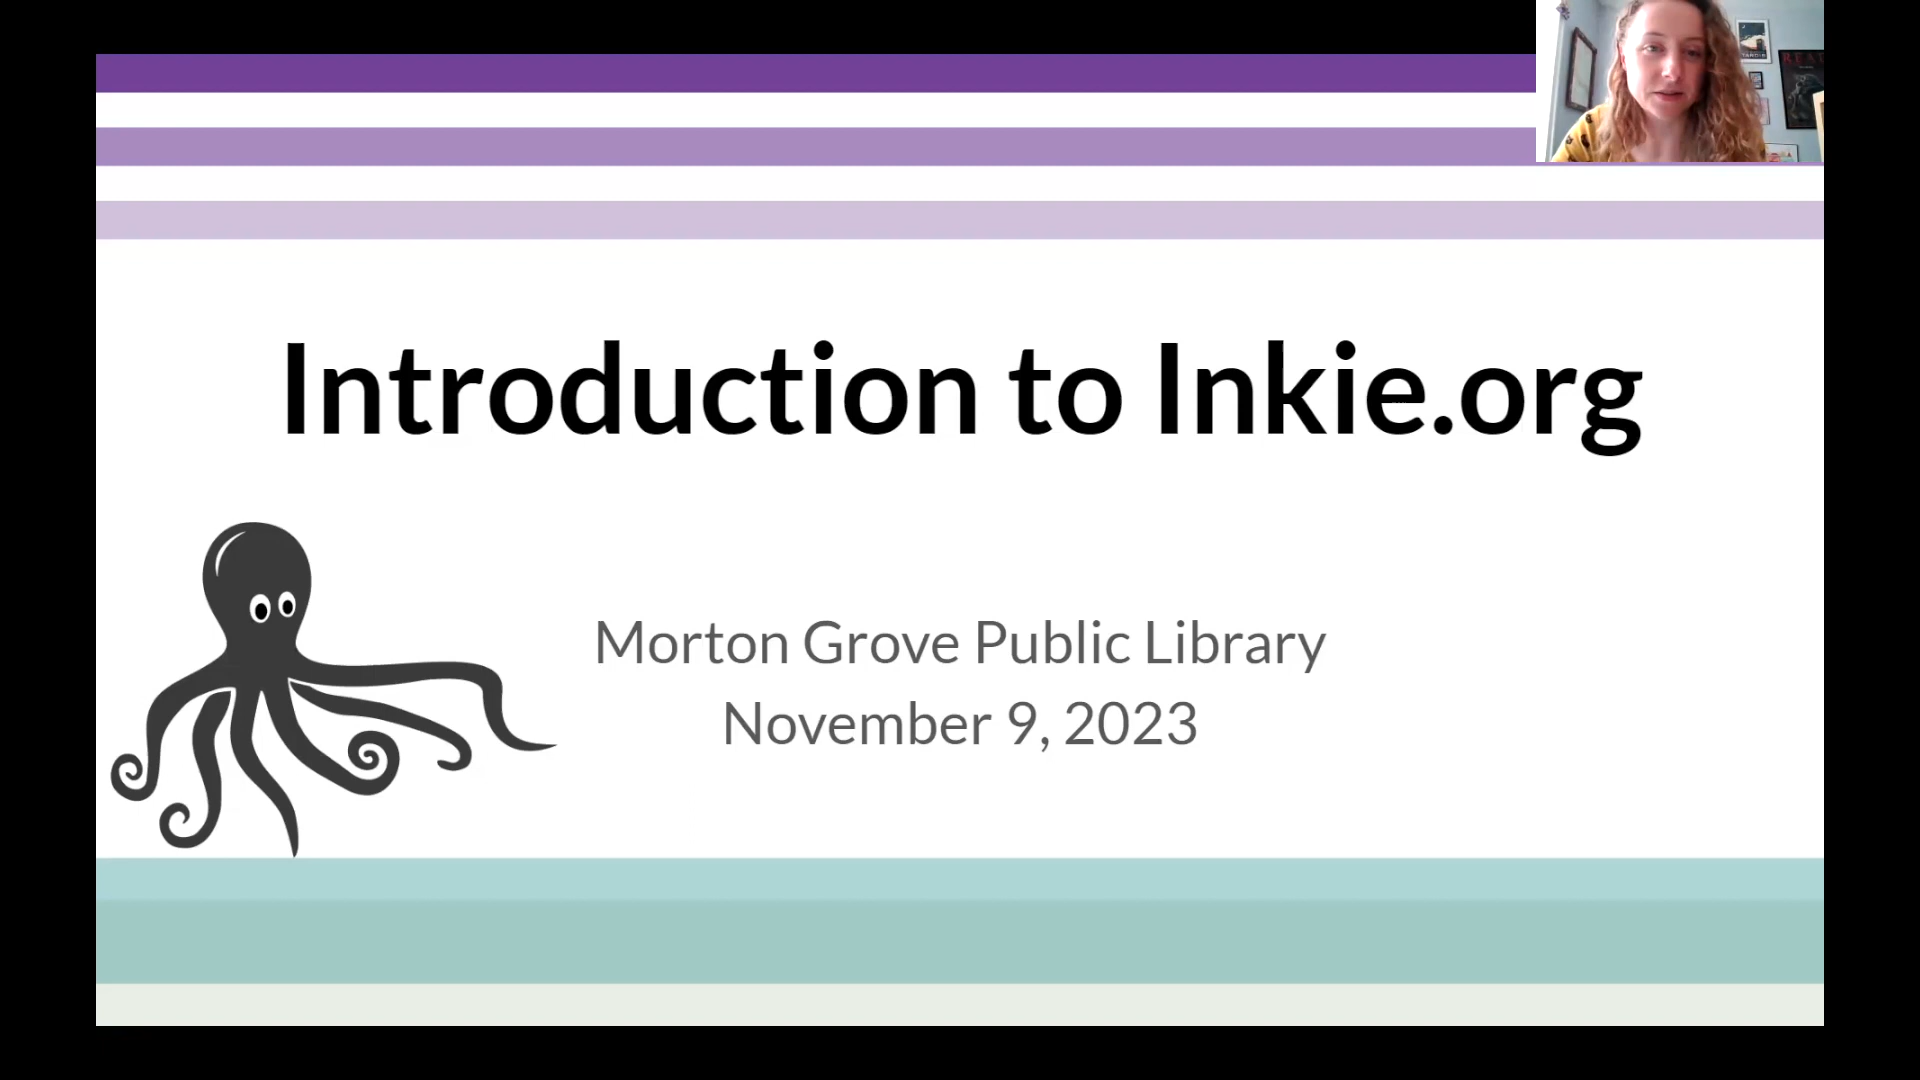 Introduction to Inkie.org
Morton Grove Public Library
November 9, 2023